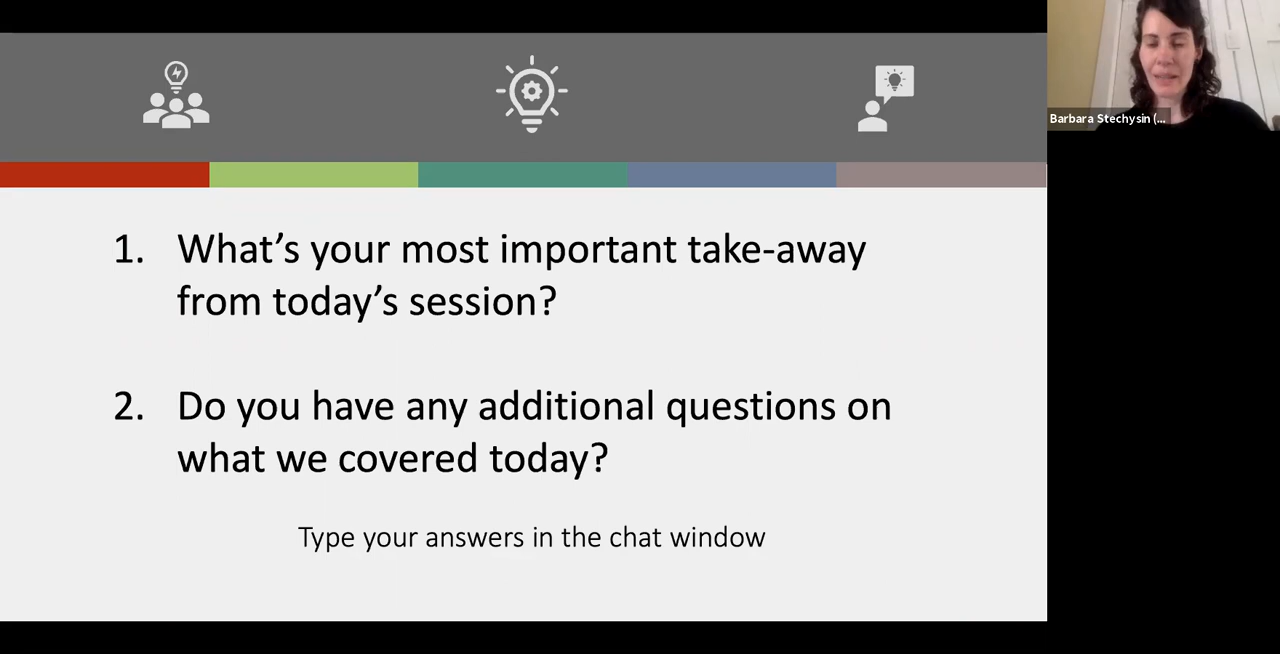 Barbara Stechysin (...
1. What's your most important take-away
from today's session?
2. Do you have any additional questions on
what we covered today?
Type your answers in the chat window